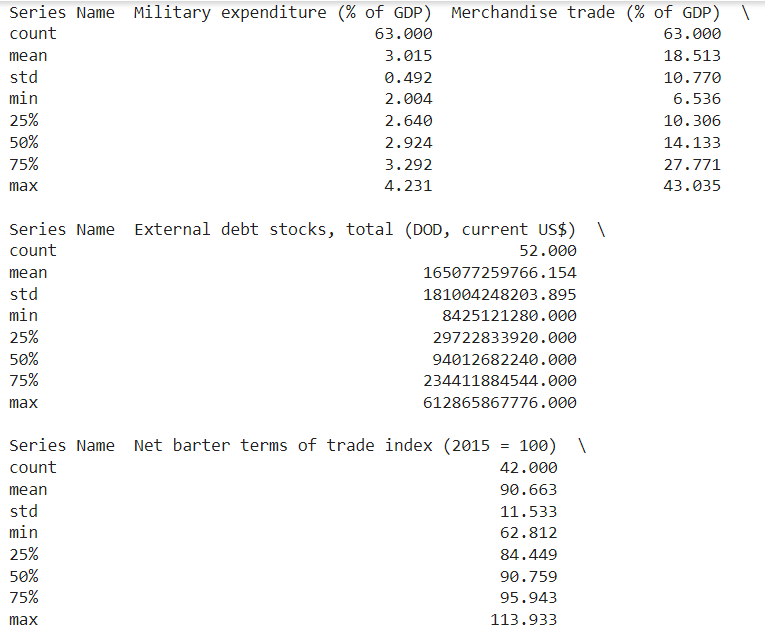 Series Name  Military expenditure (% of GDP)  Merchandise trade (% of GDP)  \
count                                 63.000                        63.000
mean                                   3.015                        18.513
std                                    0.492                        10.770
min                                    2.004                         6.536
25%                                    2.640                        10.306
50%                                    2.924                        14.133
75%                                    3.292                        27.771
max                                    4.231                        43.035
Series Name  External debt stocks, total (DOD, current US$)  \
count                                                52.000
mean                                       165077259766.154
std                                        181004248203.895
min                                          8425121280.000
25%                                         29722833920.000
50%                                         94012682240.000
75%                                        234411884544.000
max                                        612865867776.000
Series Name  Net barter terms of trade index (2015 = 100)  \
count                                              42.000
mean                                               90.663
std                                                11.533
min                                                62.812
25%                                                84.449
50%                                                90.759
75%                                                95.943
max                                               113.933